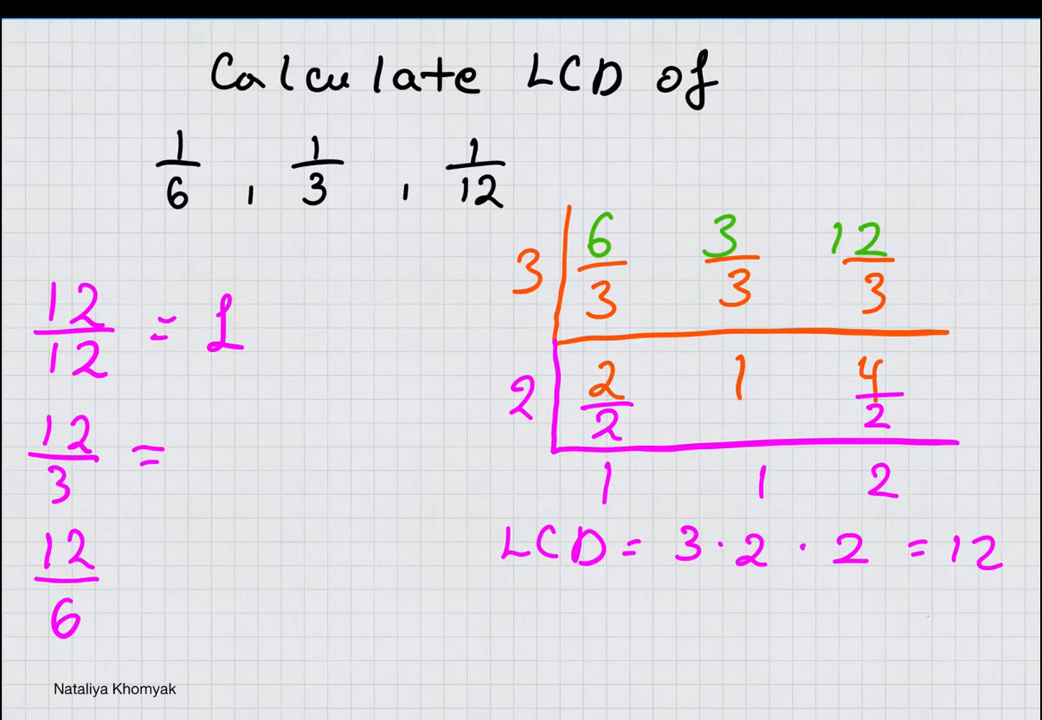 Calculate LCD of
1/6 , 1/3 , 1/12
3 | 6/3 3/3 12/3
2 | 2/2 1 4/2
1 1 2
LCD = 3 · 2 · 2 = 12
12/12 = 1
12/3 =
12/6
Nataliya Khomyak